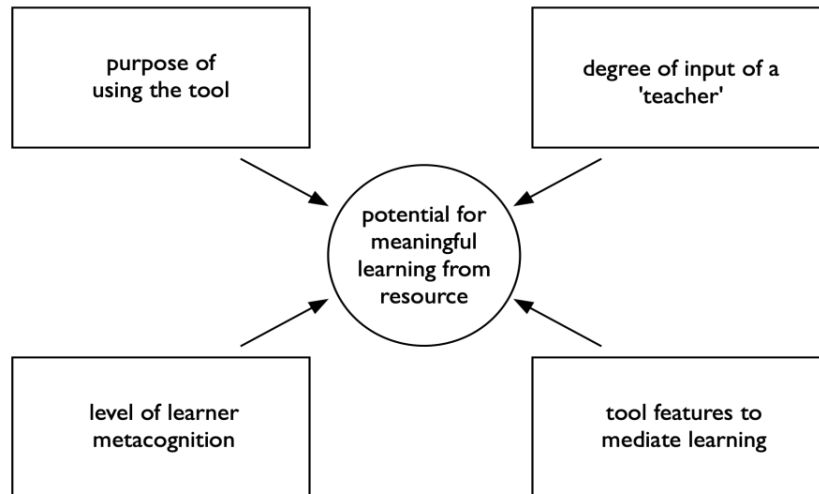 purpose of
using the tool
degree of input of a
'teacher'
potential for
meaningful
learning from
resource
level of learner
metacognition
tool features to
mediate learning